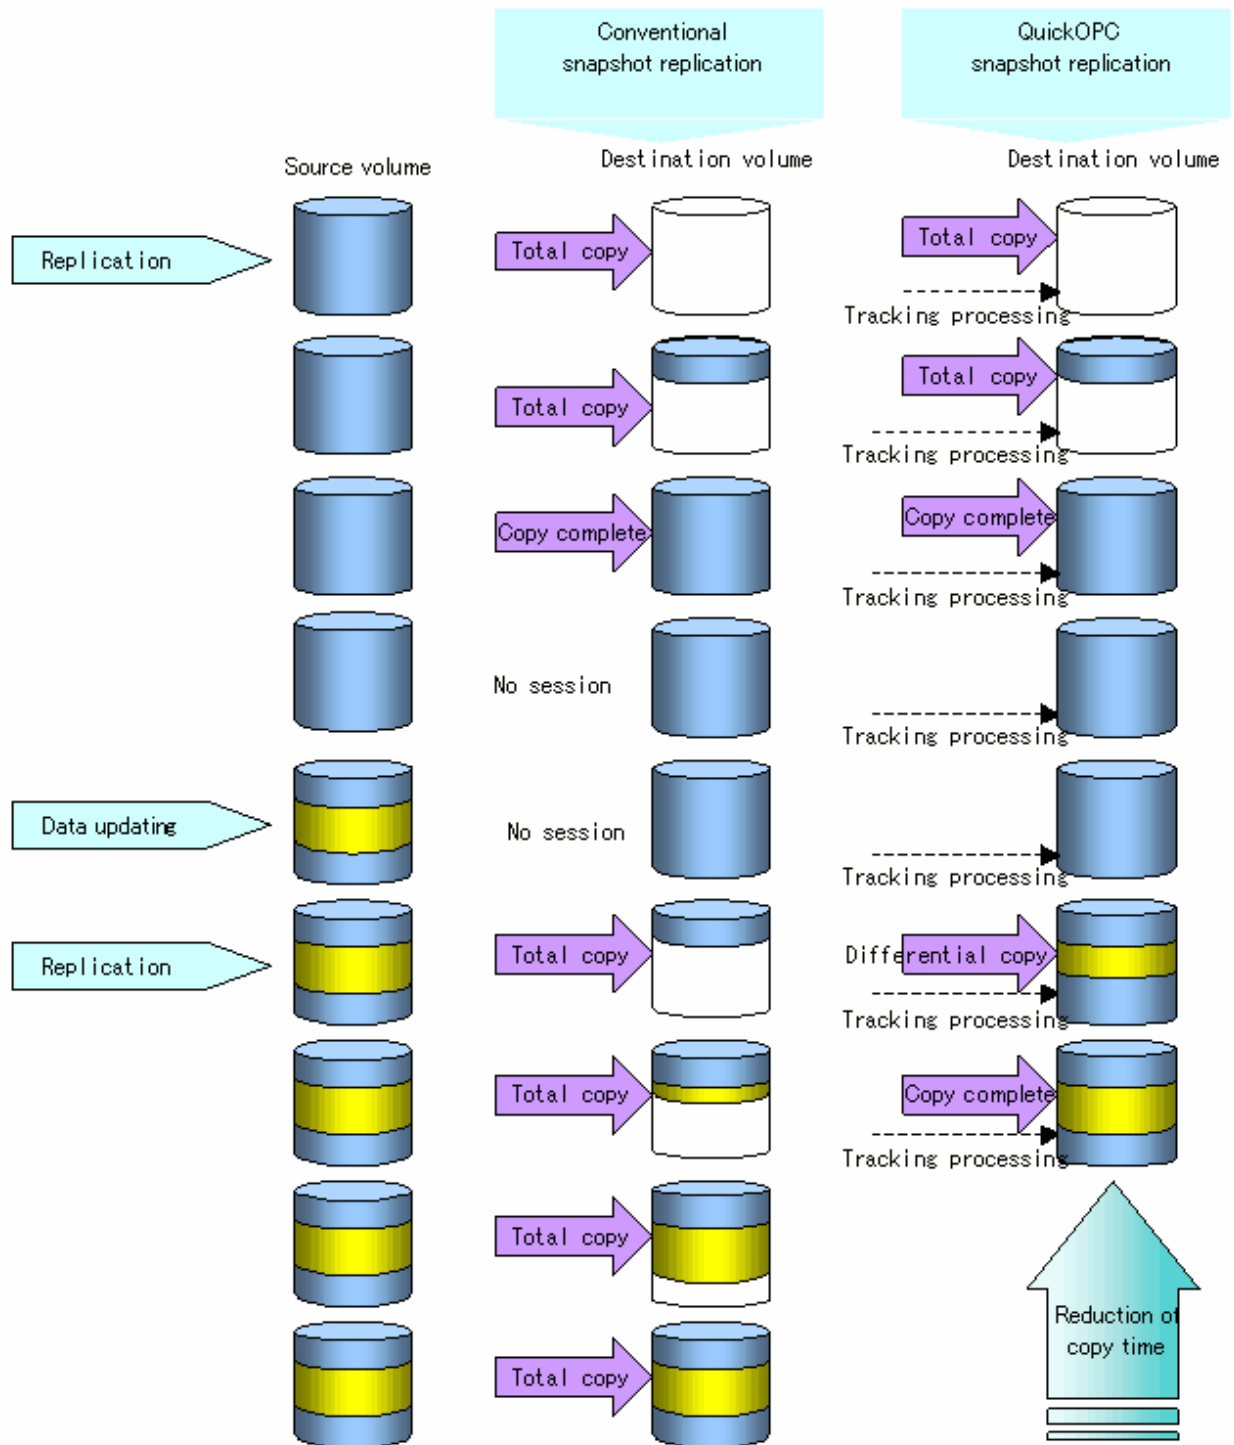 Conventional
snapshot replication
QuickOPC
snapshot replication
Source volume
Destination volume
Destination volume
Replication
Total copy
Total copy
Tracking processing
Total copy
Total copy
Tracking processing
Copy complete
Copy complete
Tracking processing
No session
Tracking processing
Data updating
No session
Tracking processing
Replication
Total copy
Differential copy
Tracking processing
Total copy
Copy complete
Tracking processing
Total copy
Total copy
Reduction of
copy time